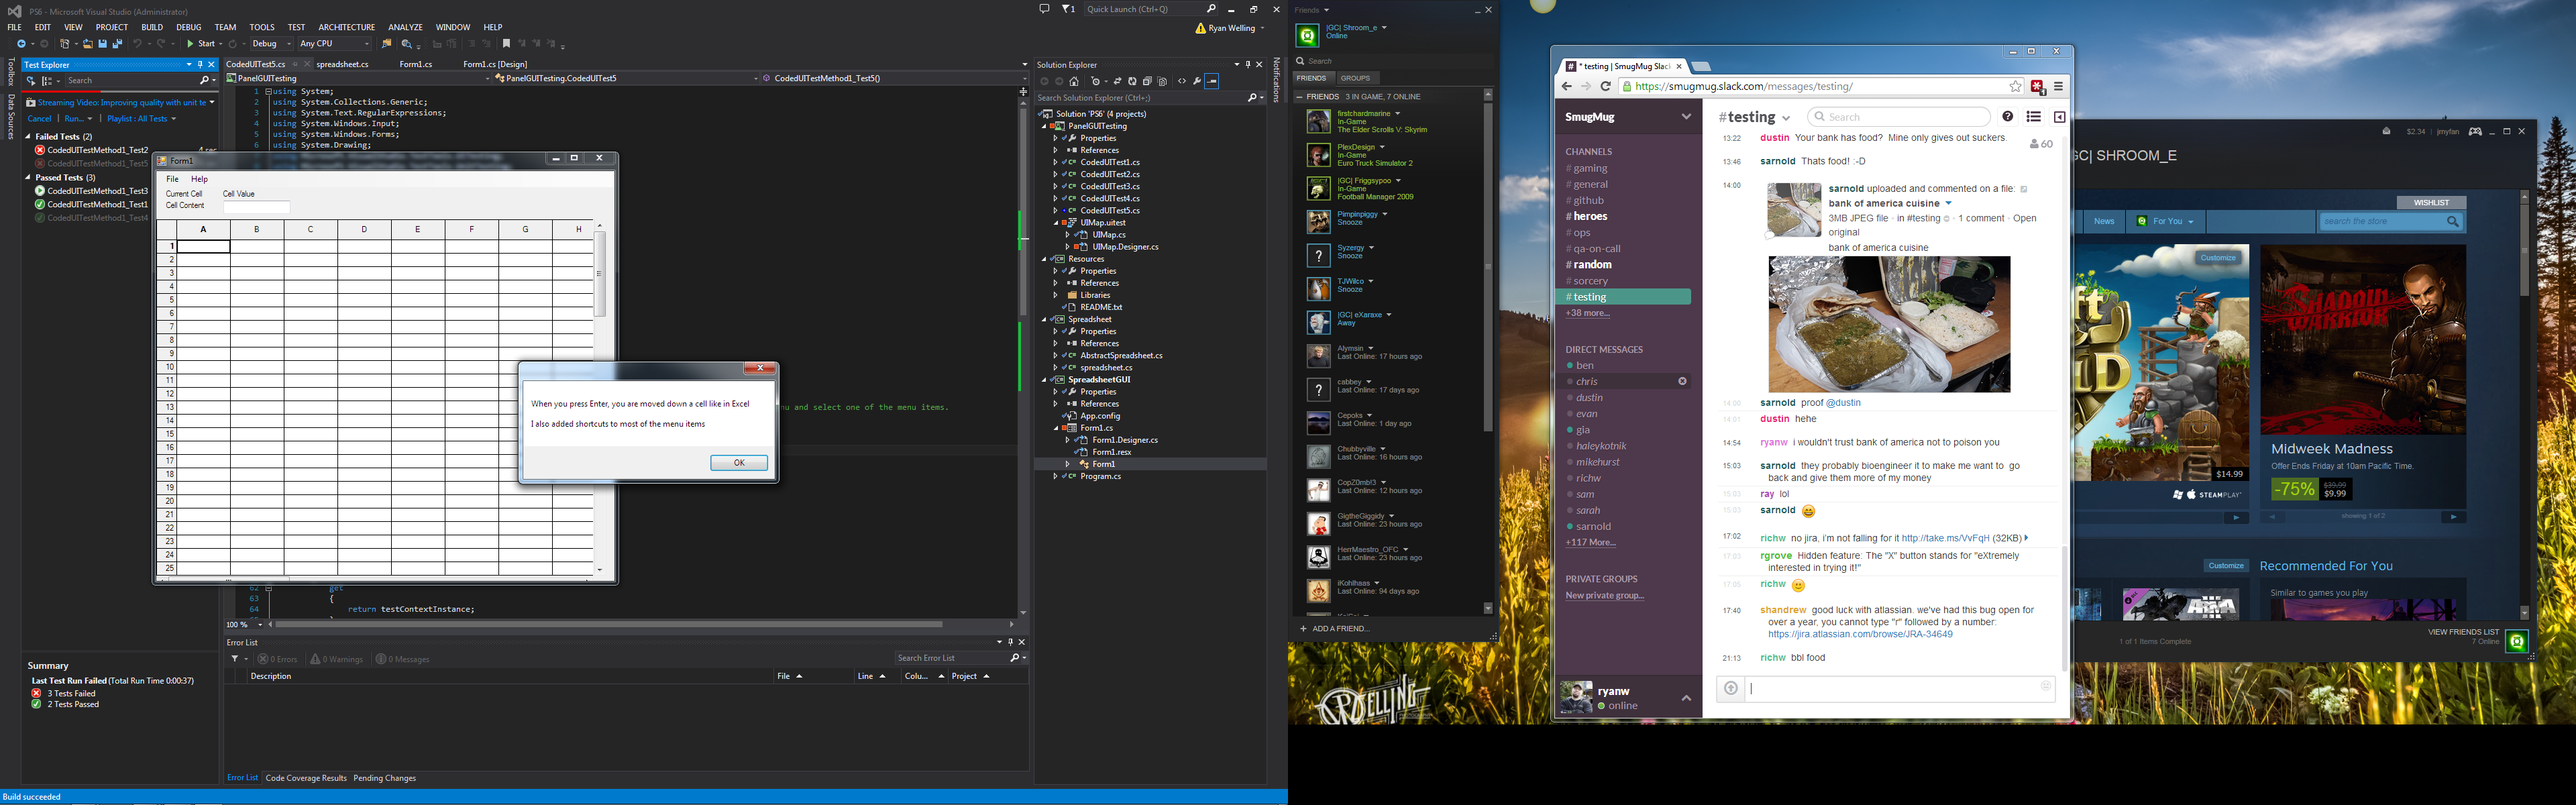 PS6 - Microsoft Visual Studio (Administrator)
1
Quick Launch (Ctrl+Q)
FILE EDIT VIEW PROJECT BUILD DEBUG TEAM TOOLS TEST ARCHITECTURE ANALYZE WINDOW HELP
Ryan Welling
Start Debug Any CPU
Toolbox
Data Sources
Test Explorer
Search
Streaming Video: Improving quality with unit te
Cancel Run... Playlist : All Tests
Failed Tests (2)
CodedUITestMethod1_Test2 4 sec
CodedUITestMethod1_Test5
Passed Tests (3)
CodedUITestMethod1_Test3
CodedUITestMethod1_Test1
CodedUITestMethod1_Test4
Summary
Last Test Run Failed (Total Run Time 0:00:37)
3 Tests Failed
2 Tests Passed
CodedUITest5.cs spreadsheet.cs Form1.cs Form1.cs [Design]
PanelGUITesting PanelGUITesting.CodedUITest5 CodedUITestMethod1_Test5()
1 using System;
2 using System.Collections.Generic;
3 using System.Text.RegularExpressions;
4 using System.Windows.Input;
5 using System.Windows.Forms;
6 using System.Drawing;
nu and select one of the menu items.
62 get
63 {
64 return testContextInstance;
100 %
Form1
File Help
Current Cell Cell Value
Cell Content
A B C D E F G H
1
2
3
4
5
6
7
8
9
10
11
12
13
14
15
16
17
18
19
20
21
22
23
24
25
When you press Enter, you are moved down a cell like in Excel
I also added shortcuts to most of the menu items
OK
Error List
0 Errors 0 Warnings 0 Messages
Search Error List
Description File Line Colu... Project
Error List Code Coverage Results Pending Changes
Build succeeded
Solution Explorer
Search Solution Explorer (Ctrl+;)
Solution 'PS6' (4 projects)
PanelGUITesting
Properties
References
CodedUITest1.cs
CodedUITest2.cs
CodedUITest3.cs
CodedUITest4.cs
CodedUITest5.cs
UIMap.uitest
UIMap.cs
UIMap.Designer.cs
Resources
Properties
References
Libraries
README.txt
Spreadsheet
Properties
References
AbstractSpreadsheet.cs
spreadsheet.cs
SpreadsheetGUI
Properties
References
App.config
Form1.cs
Form1.Designer.cs
Form1.resx
Form1
Program.cs
Notifications
Friends
|GC| Shroom_e
Online
Search
FRIENDS GROUPS
FRIENDS 3 IN GAME, 7 ONLINE
firstchardmarine
In-Game
The Elder Scrolls V: Skyrim
PlexDesign
In-Game
Euro Truck Simulator 2
|GC| Friggsypoo
In-Game
Football Manager 2009
Pimpinpiggy
Snooze
Syzergy
Snooze
TJWilco
Snooze
|GC| eXaraxe
Away
Alymsin
Last Online: 17 hours ago
cabbey
Last Online: 17 days ago
Cepoks
Last Online: 1 day ago
Chubbyville
Last Online: 16 hours ago
CopZ0mb!3
Last Online: 12 hours ago
GigtheGiggidy
Last Online: 23 hours ago
HerrMaestro_OFC
Last Online: 23 hours ago
iKohlhaas
Last Online: 94 days ago
ADD A FRIEND...
* testing | SmugMug Slack
https://smugmug.slack.com/messages/testing/
SmugMug
CHANNELS
# gaming
# general
# github
# heroes
# ops
# qa-on-call
# random
# sorcery
# testing
+38 more...
DIRECT MESSAGES
ben
chris
dustin
evan
gia
haleykotnik
mikehurst
richw
sam
sarah
sarnold
+117 More...
PRIVATE GROUPS
New private group...
ryanw
online
#testing
Search
60
13:22 dustin Your bank has food? Mine only gives out suckers.
13:46 sarnold Thats food! :-D
14:00 sarnold uploaded and commented on a file:
bank of america cuisine
3MB JPEG file · in #testing · 1 comment · Open
original
bank of america cuisine
14:00 sarnold proof @dustin
14:01 dustin hehe
14:54 ryanw i wouldn't trust bank of america not to poison you
15:03 sarnold they probably bioengineer it to make me want to go
back and give them more of my money
15:03 ray lol
15:03 sarnold
17:02 richw no jira, i'm not falling for it http://take.ms/VvFqH (32KB)
17:03 rgrove Hidden feature: The "X" button stands for "eXtremely
interested in trying it!"
17:05 richw
17:40 shandrew good luck with atlassian. we've had this bug open for
over a year, you cannot type "r" followed by a number:
https://jira.atlassian.com/browse/JRA-34649
21:13 richw bbl food
$2.34 jmyfan
GC| SHROOM_E
WISHLIST
News For You
search the store
Customize
$14.99
STEAMPLAY
SHADOW
WARRIOR
Midweek Madness
Offer Ends Friday at 10am Pacific Time.
-75% $39.99
$9.99
showing 1 of 2
Customize Recommended For You
Similar to games you play
ARMA
1 of 1 Items Complete
VIEW FRIENDS LIST
7 Online